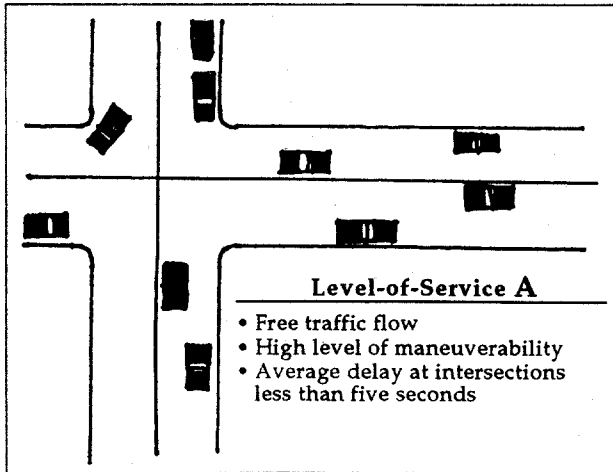 Level-of-Service A
• Free traffic flow
• High level of maneuverability
• Average delay at intersections
less than five seconds